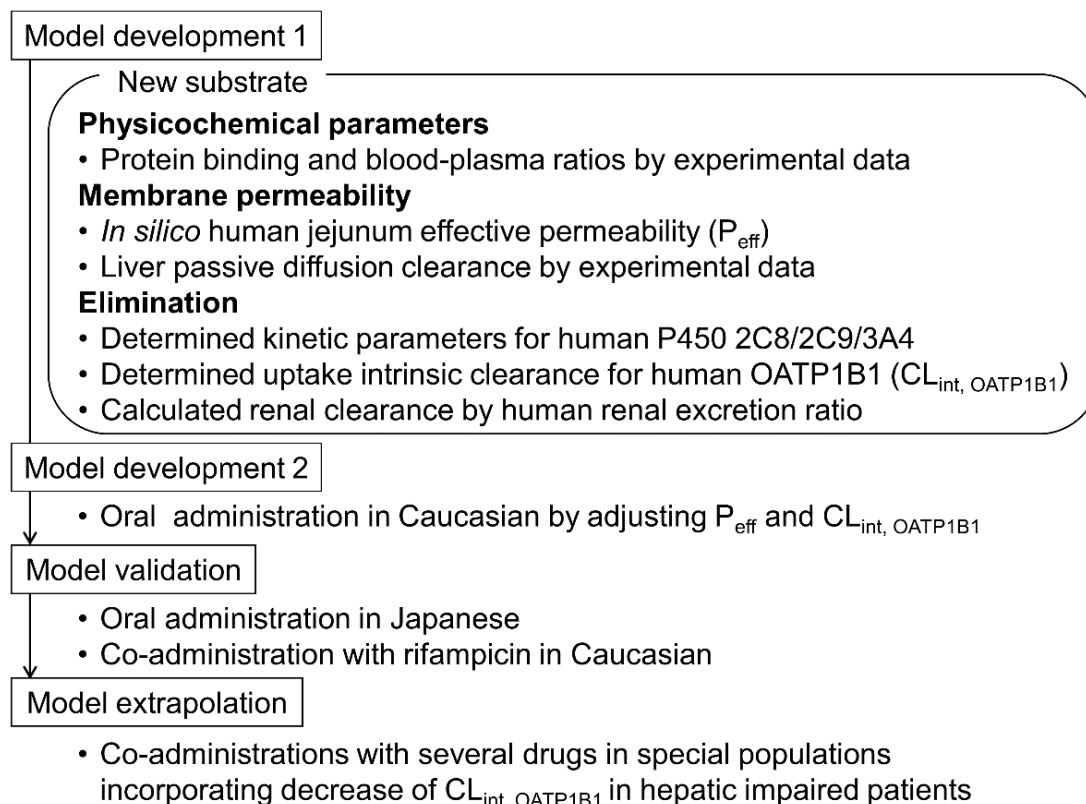 Model development 1
New substrate
Physicochemical parameters
• Protein binding and blood-plasma ratios by experimental data
Membrane permeability
• In silico human jejunum effective permeability (Peff)
• Liver passive diffusion clearance by experimental data
Elimination
• Determined kinetic parameters for human P450 2C8/2C9/3A4
• Determined uptake intrinsic clearance for human OATP1B1 (CLint, OATP1B1)
• Calculated renal clearance by human renal excretion ratio
Model development 2
• Oral administration in Caucasian by adjusting Peff and CLint, OATP1B1
Model validation
• Oral administration in Japanese
• Co-administration with rifampicin in Caucasian
Model extrapolation
• Co-administrations with several drugs in special populations
incorporating decrease of CLint, OATP1B1 in hepatic impaired patients